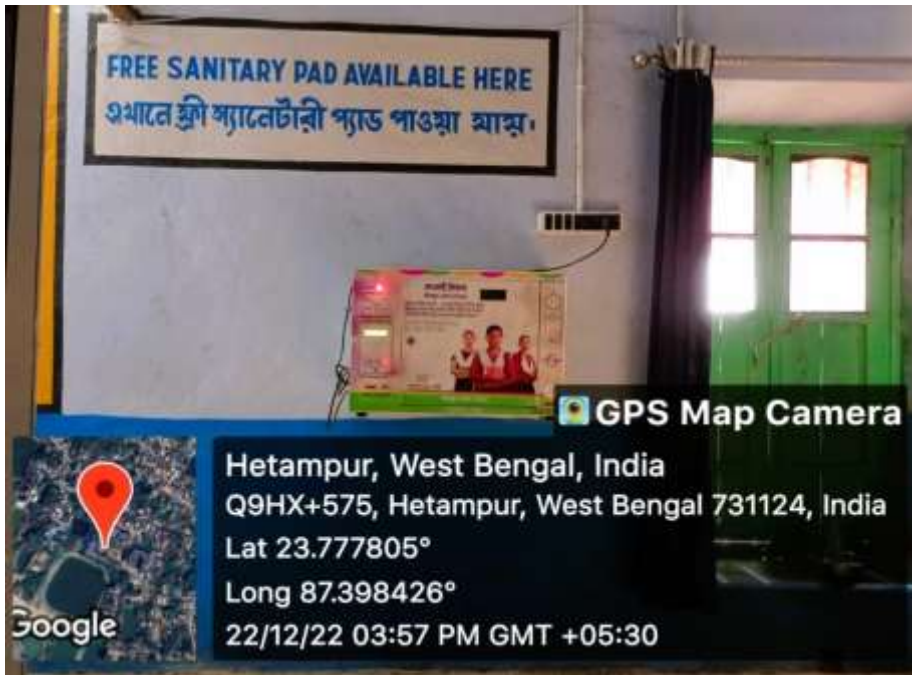 FREE SANITARY PAD AVAILABLE HERE
এখানে ফ্রী স্যানেটারী প্যাড পাওয়া যায়।
GPS Map Camera
Hetampur, West Bengal, India
Q9HX+575, Hetampur, West Bengal 731124, India
Lat 23.777805°
Long 87.398426°
22/12/22 03:57 PM GMT +05:30
Google